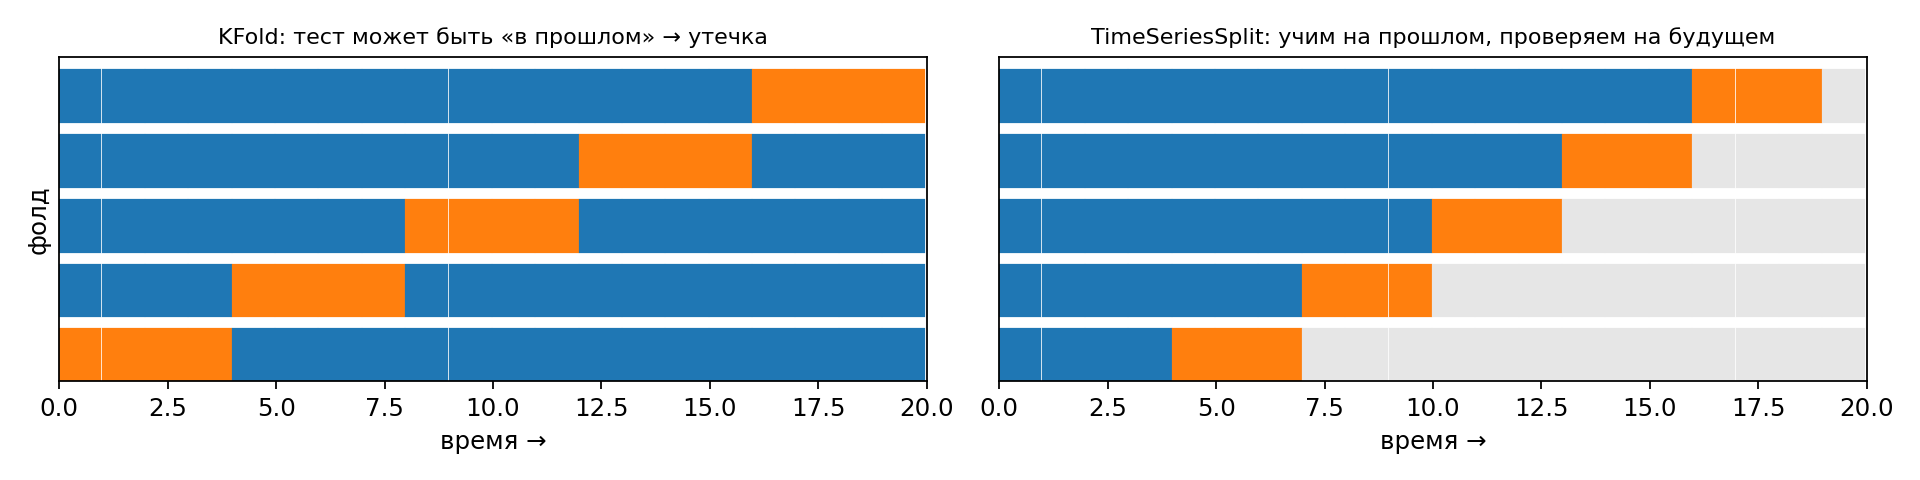 KFold: тест может быть «в прошлом» → утечка
фолд
0.0 2.5 5.0 7.5 10.0 12.5 15.0 17.5 20.0
время →
TimeSeriesSplit: учим на прошлом, проверяем на будущем
0.0 2.5 5.0 7.5 10.0 12.5 15.0 17.5 20.0
время →